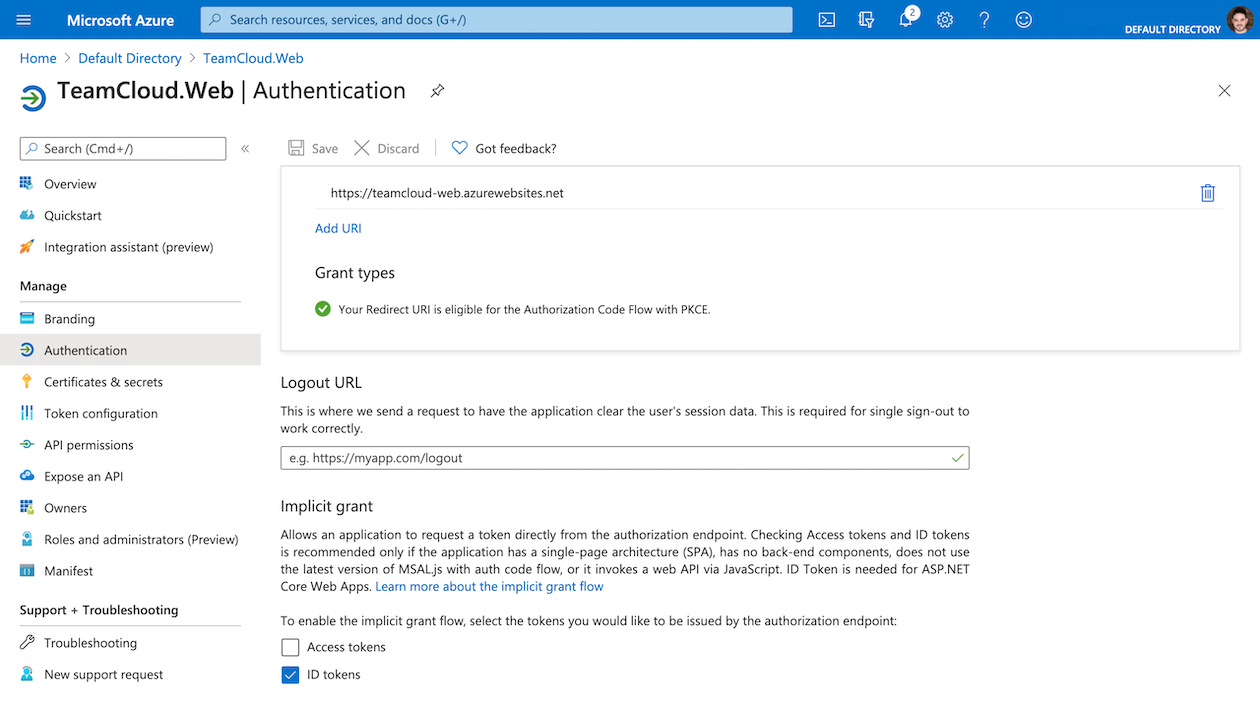 Microsoft Azure
Search resources, services, and docs (G+/)
2
DEFAULT DIRECTORY
Home > Default Directory > TeamCloud.Web
TeamCloud.Web | Authentication
Search (Cmd+/)
«
Save
Discard
Got feedback?
Overview
Quickstart
Integration assistant (preview)
Manage
Branding
Authentication
Certificates & secrets
Token configuration
API permissions
Expose an API
Owners
Roles and administrators (Preview)
Manifest
Support + Troubleshooting
Troubleshooting
New support request
https://teamcloud-web.azurewebsites.net
Add URI
Grant types
Your Redirect URI is eligible for the Authorization Code Flow with PKCE.
Logout URL
This is where we send a request to have the application clear the user's session data. This is required for single sign-out to
work correctly.
e.g. https://myapp.com/logout
Implicit grant
Allows an application to request a token directly from the authorization endpoint. Checking Access tokens and ID tokens
is recommended only if the application has a single-page architecture (SPA), has no back-end components, does not use
the latest version of MSAL.js with auth code flow, or it invokes a web API via JavaScript. ID Token is needed for ASP.NET
Core Web Apps. Learn more about the implicit grant flow
To enable the implicit grant flow, select the tokens you would like to be issued by the authorization endpoint:
Access tokens
ID tokens